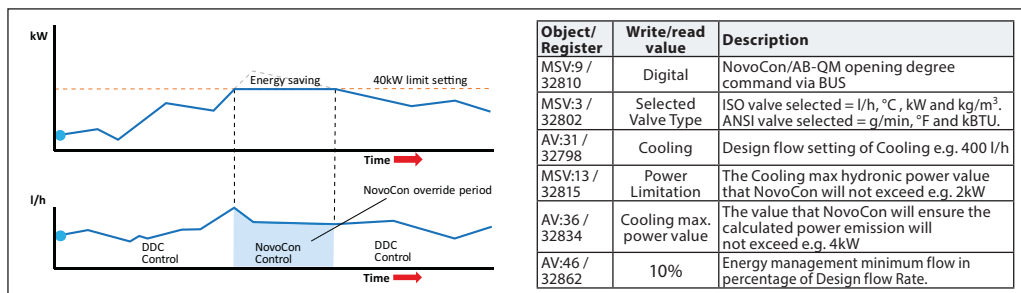 kW
Energy saving
40kW limit setting
Time
NovoCon override period
l/h
DDC
Control
NovoCon
Control
DDC
Control
Time
Object/
Register
Write/read
value
Description
MSV:9 /
32810
Digital
NovoCon/AB-QM opening degree
command via BUS
MSV:3 /
32802
Selected
Valve Type
ISO valve selected = l/h, °C , kW and kg/m³.
ANSI valve selected = g/min, °F and kBTU.
AV:31 /
32798
Cooling
Design flow setting of Cooling e.g. 400 l/h
MSV:13 /
32815
Power
Limitation
The Cooling max hydronic power value
that NovoCon will not exceed e.g. 2kW
AV:36 /
32834
Cooling max.
power value
The value that NovoCon will ensure the
calculated power emission will
not exceed e.g. 4kW
AV:46 /
32862
10%
Energy management minimum flow in
percentage of Design flow Rate.